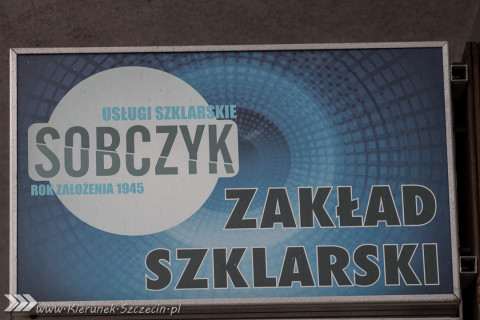 USŁUGI SZKLARSKIE
SOBCZYK
ROK ZAŁOŻENIA 1945
ZAKŁAD
SZKLARSKI
www.Kierunek-Szczecin.pl